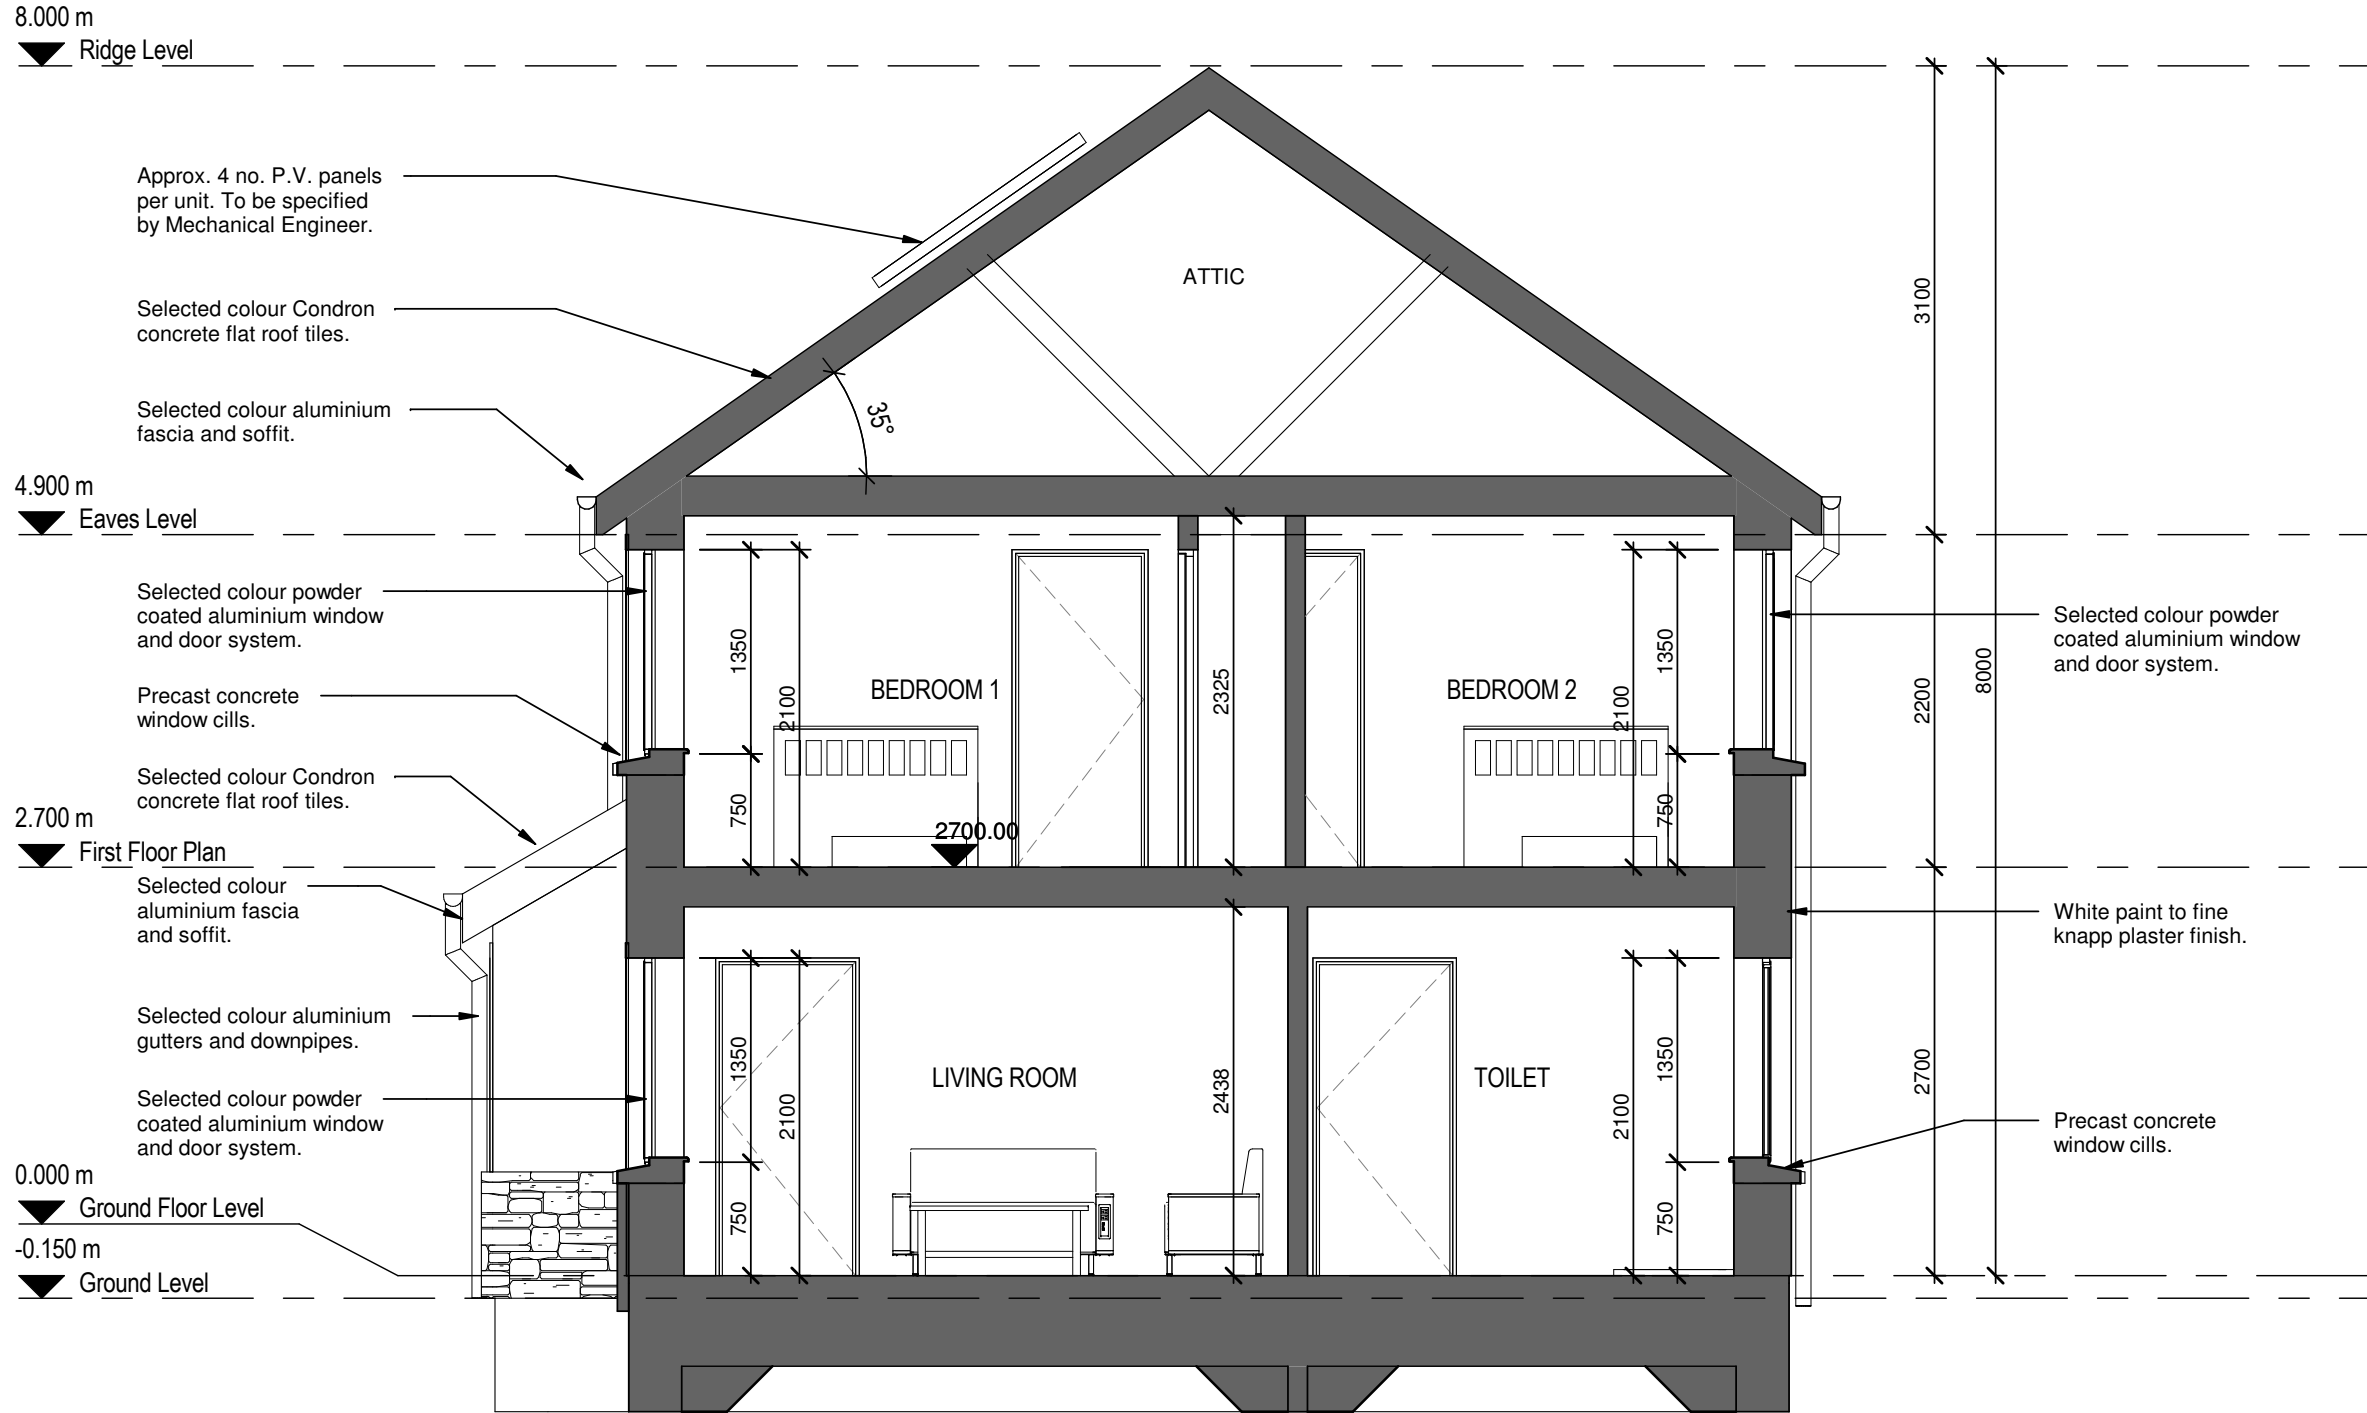 8.000 m
Ridge Level
Approx. 4 no. P.V. panels
per unit. To be specified
by Mechanical Engineer.
ATTIC
3100
Selected colour Condron
concrete flat roof tiles.
35°
Selected colour aluminium
fascia and soffit.
4.900 m
Eaves Level
Selected colour powder
coated aluminium window
and door system.
Selected colour powder
coated aluminium window
and door system.
1350
2100
BEDROOM 1
2325
BEDROOM 2
2100
1350
2200
8000
Precast concrete
window cills.
Selected colour Condron
concrete flat roof tiles.
750
2700.00
750
2.700 m
First Floor Plan
Selected colour
aluminium fascia
and soffit.
White paint to fine
knapp plaster finish.
Selected colour aluminium
gutters and downpipes.
1350
2100
LIVING ROOM
2438
TOILET
2100
1350
2700
Selected colour powder
coated aluminium window
and door system.
Precast concrete
window cills.
0.000 m
Ground Floor Level
750
750
-0.150 m
Ground Level